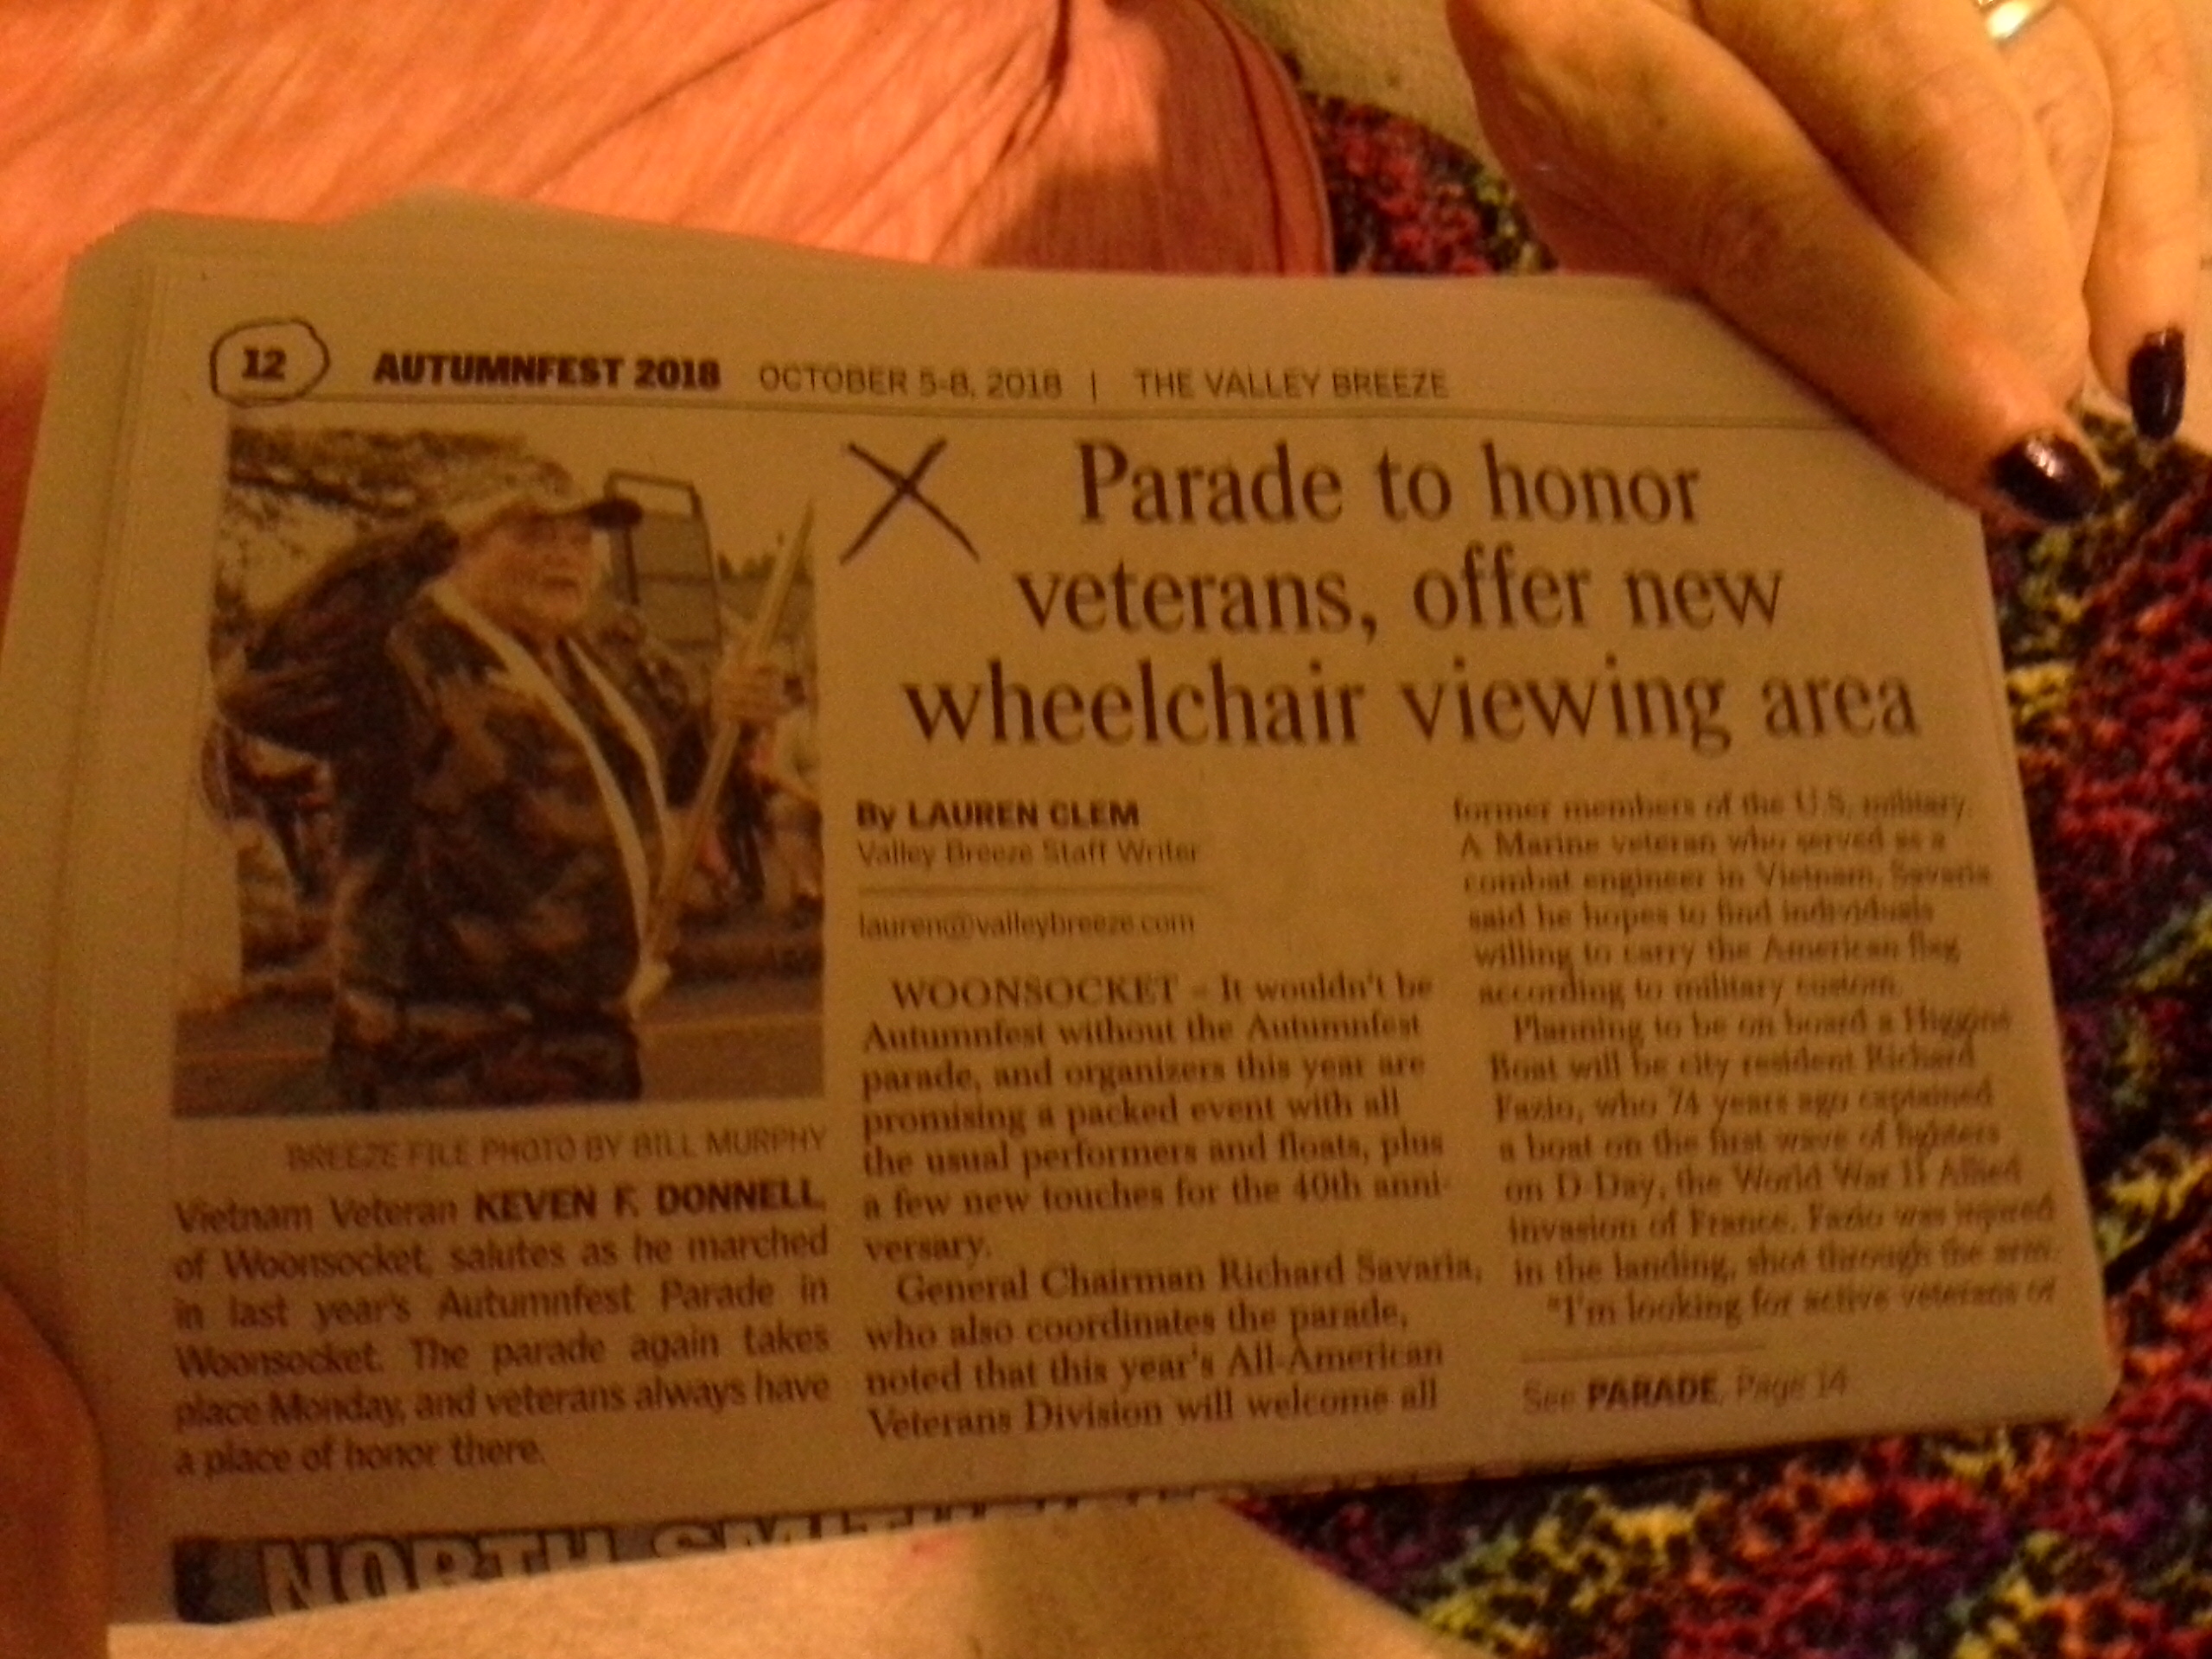 12 AUTUMNFEST 2018 OCTOBER 5-8, 2018 | THE VALLEY BREEZE
Parade to honor
veterans, offer new
wheelchair viewing area
BREEZE FILE PHOTO BY BILL MURPHY
Vietnam Veteran KEVEN F. DONNELL,
of Woonsocket, salutes as he marched
in last year's Autumnfest Parade in
Woonsocket. The parade again takes
place Monday, and veterans always have
a place of honor there.
By LAUREN CLEM
Valley Breeze Staff Writer
lauren@valleybreeze.com
WOONSOCKET – It wouldn't be
Autumnfest without the Autumnfest
parade, and organizers this year are
promising a packed event with all
the usual performers and floats, plus
a few new touches for the 40th anni-
versary.
General Chairman Richard Savaria,
who also coordinates the parade,
noted that this year's All-American
Veterans Division will welcome all
former members of the U.S. military.
A Marine veteran who served as a
combat engineer in Vietnam, Savaria
said he hopes to find individuals
willing to carry the American flag
according to military custom.
Planning to be on board a Higgins
Boat will be city resident Richard
Fazio, who 74 years ago captained
a boat on the first wave of fighters
on D-Day, the World War II Allied
invasion of France. Fazio was injured
in the landing, shot through the arm.
"I'm looking for active veterans or
See PARADE, Page 14
NORTH